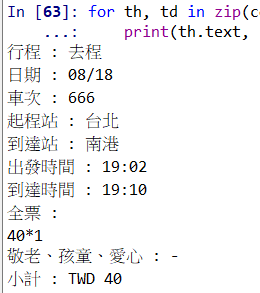 In [63]: for th, td in zip(c
    ...:     print(th.text,
行程 : 去程
日期 : 08/18
車次 : 666
起程站 : 台北
到達站 : 南港
出發時間 : 19:02
到達時間 : 19:10
全票 :
40*1
敬老、孩童、愛心 : -
小計 : TWD 40